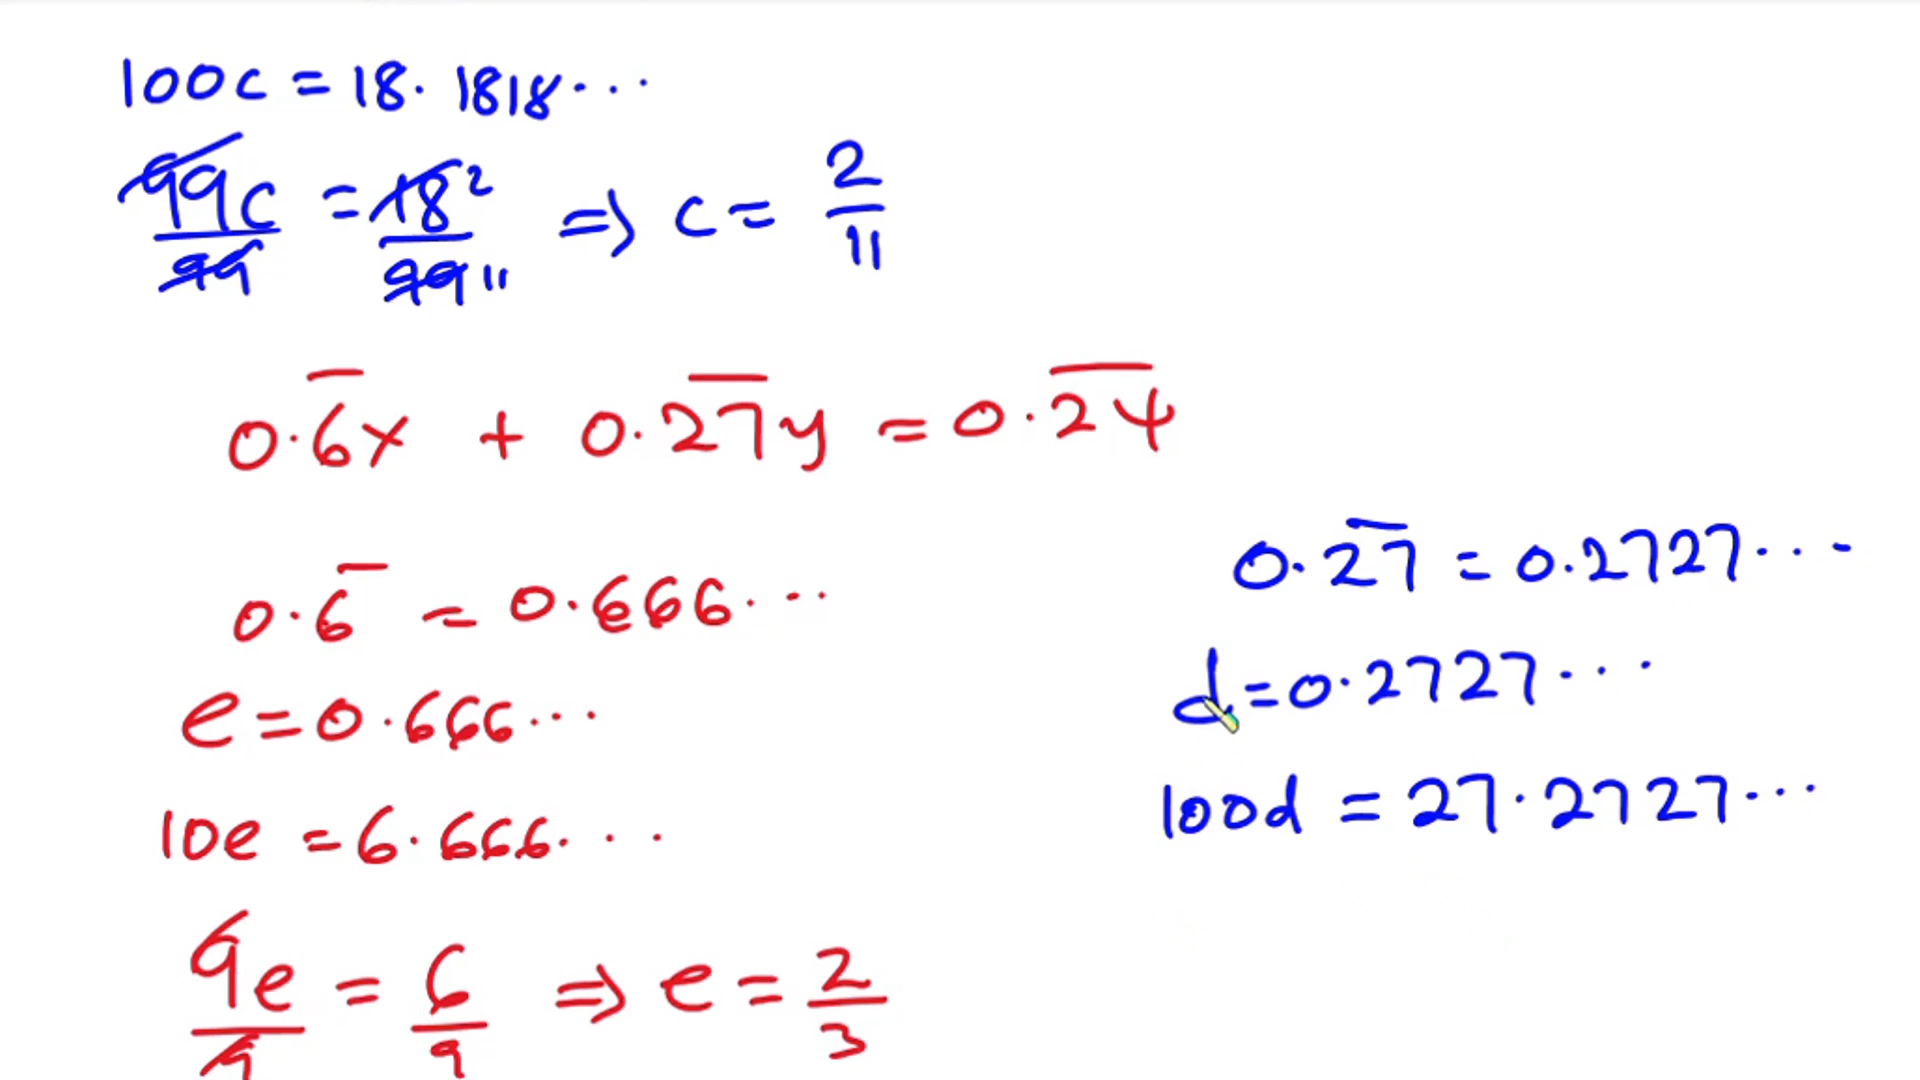 100c = 18.1818...
99c/99 = 18²/99 11 ⇒ c = 2/11
0.6̅x + 0.2̅7̅y = 0.2̅4̅
0.6̅ = 0.666...
e = 0.666...
10e = 6.666...
9e/9 = 6/9 ⇒ e = 2/3
0.2̅7̅ = 0.2727...
d = 0.2727...
100d = 27.2727...